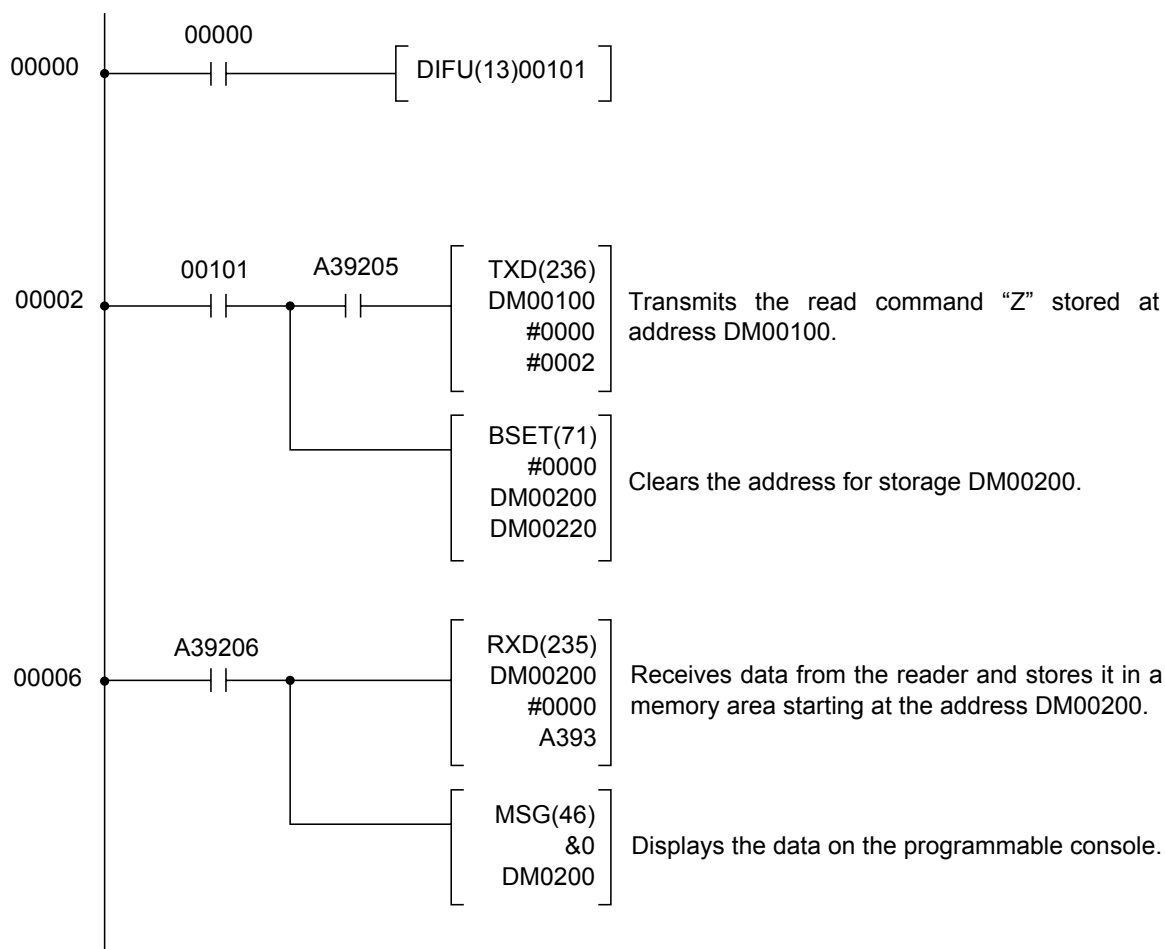 00000
00000
DIFU(13)00101
00002
00101
A39205
TXD(236)
DM00100
#0000
#0002
Transmits the read command “Z” stored at
address DM00100.
BSET(71)
#0000
DM00200
DM00220
Clears the address for storage DM00200.
00006
A39206
RXD(235)
DM00200
#0000
A393
Receives data from the reader and stores it in a
memory area starting at the address DM00200.
MSG(46)
&0
DM0200
Displays the data on the programmable console.